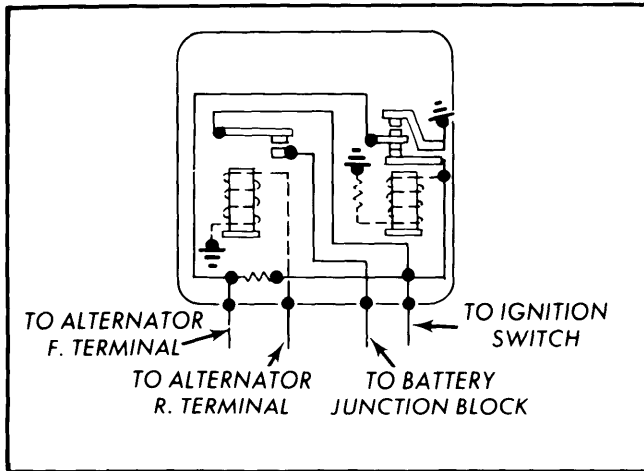 TO ALTERNATOR
F. TERMINAL
TO ALTERNATOR
R. TERMINAL
TO BATTERY
JUNCTION BLOCK
TO IGNITION
SWITCH